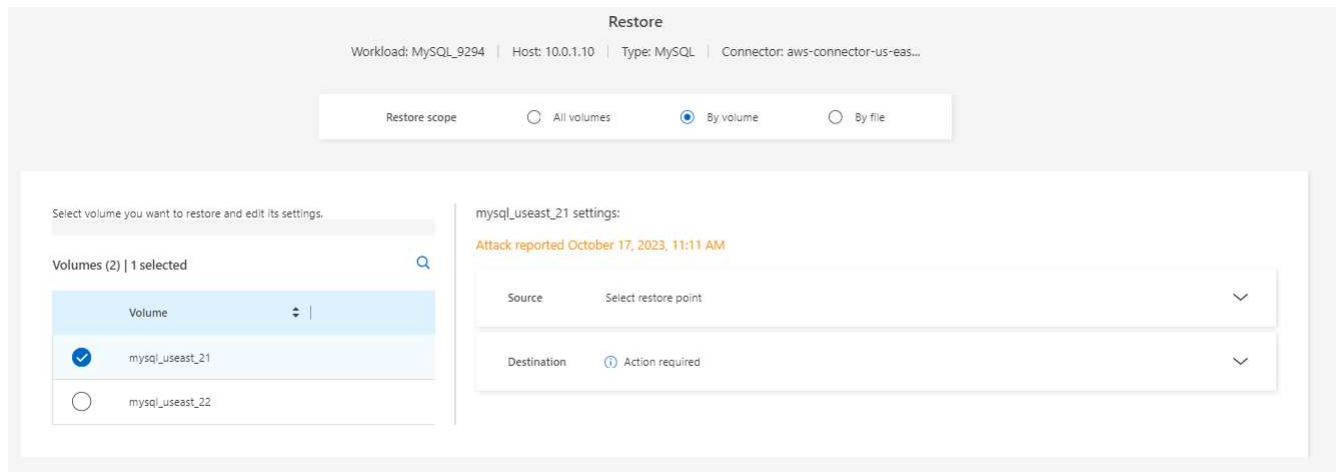 Restore
Workload: MySQL_9294 | Host: 10.0.1.10 | Type: MySQL | Connector: aws-connector-us-eas...
Restore scope All volumes By volume By file
Select volume you want to restore and edit its settings.
Volumes (2) | 1 selected
Volume
mysql_useast_21
mysql_useast_22
mysql_useast_21 settings:
Attack reported October 17, 2023, 11:11 AM
Source Select restore point
Destination Action required